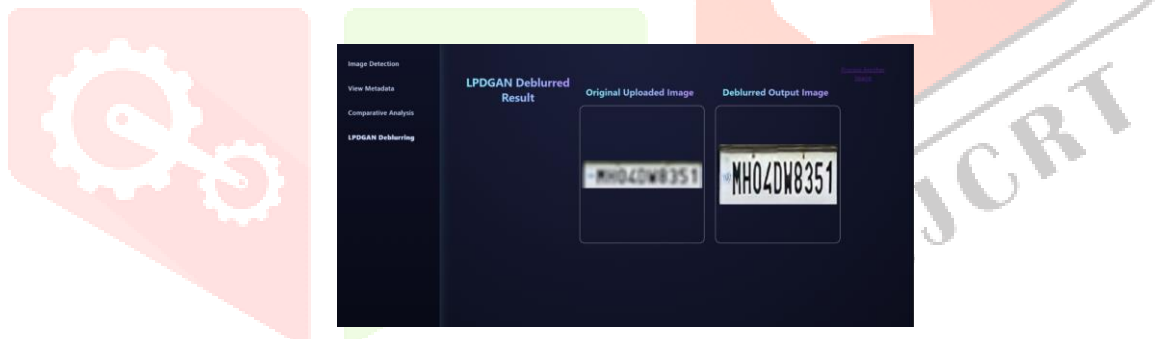 Image Detection
View Metadata
Comparative Analysis
LPDGAN Deblurring
LPDGAN Deblurred
Result
Original Uploaded Image
Deblurred Output Image
MH04DW8351
MH04DW8351
IJCRT